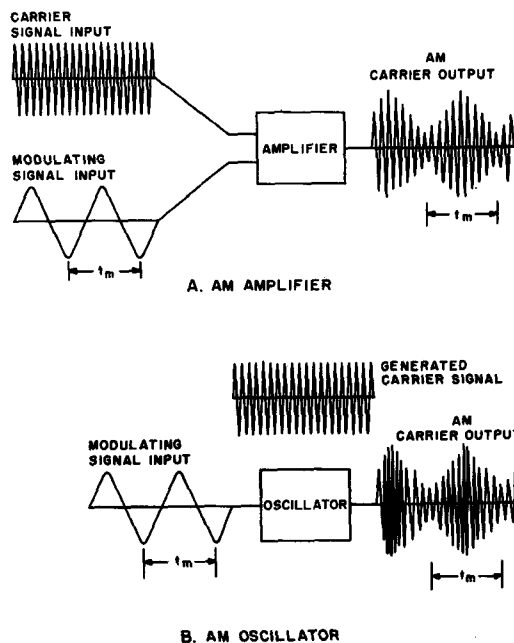 CARRIER
SIGNAL INPUT
AM
CARRIER OUTPUT
AMPLIFIER
MODULATING
SIGNAL INPUT
tm
tm
A. AM AMPLIFIER
GENERATED
CARRIER SIGNAL
AM
CARRIER OUTPUT
MODULATING
SIGNAL INPUT
OSCILLATOR
tm
tm
B. AM OSCILLATOR